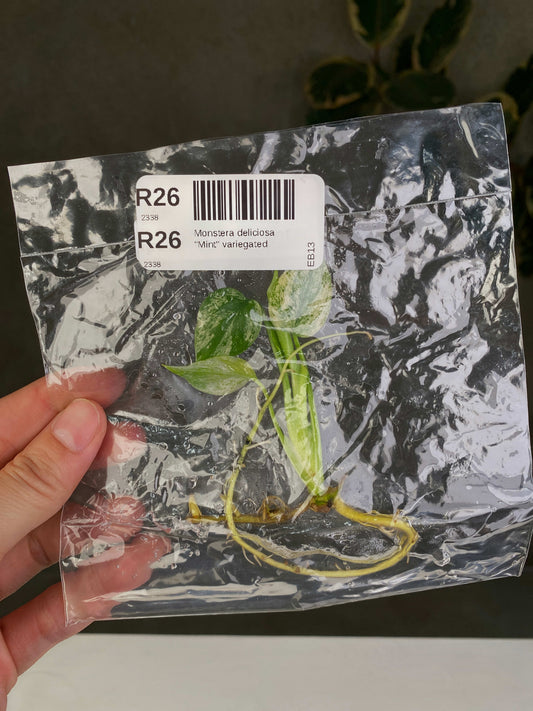 R26
2338
R26
2338
Monstera deliciosa
"Mint" variegated
EB13